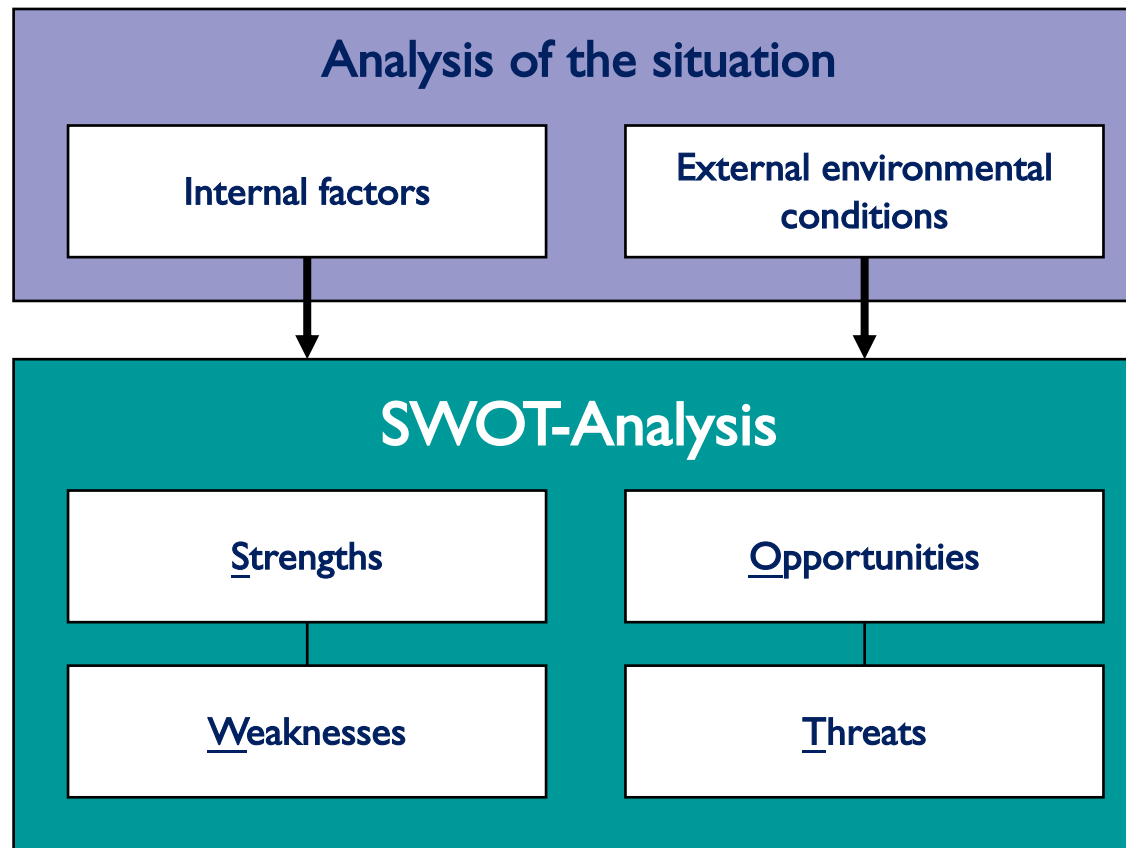 Analysis of the situation
Internal factors
External environmental
conditions
SWOT-Analysis
Strengths
Opportunities
Weaknesses
Threats